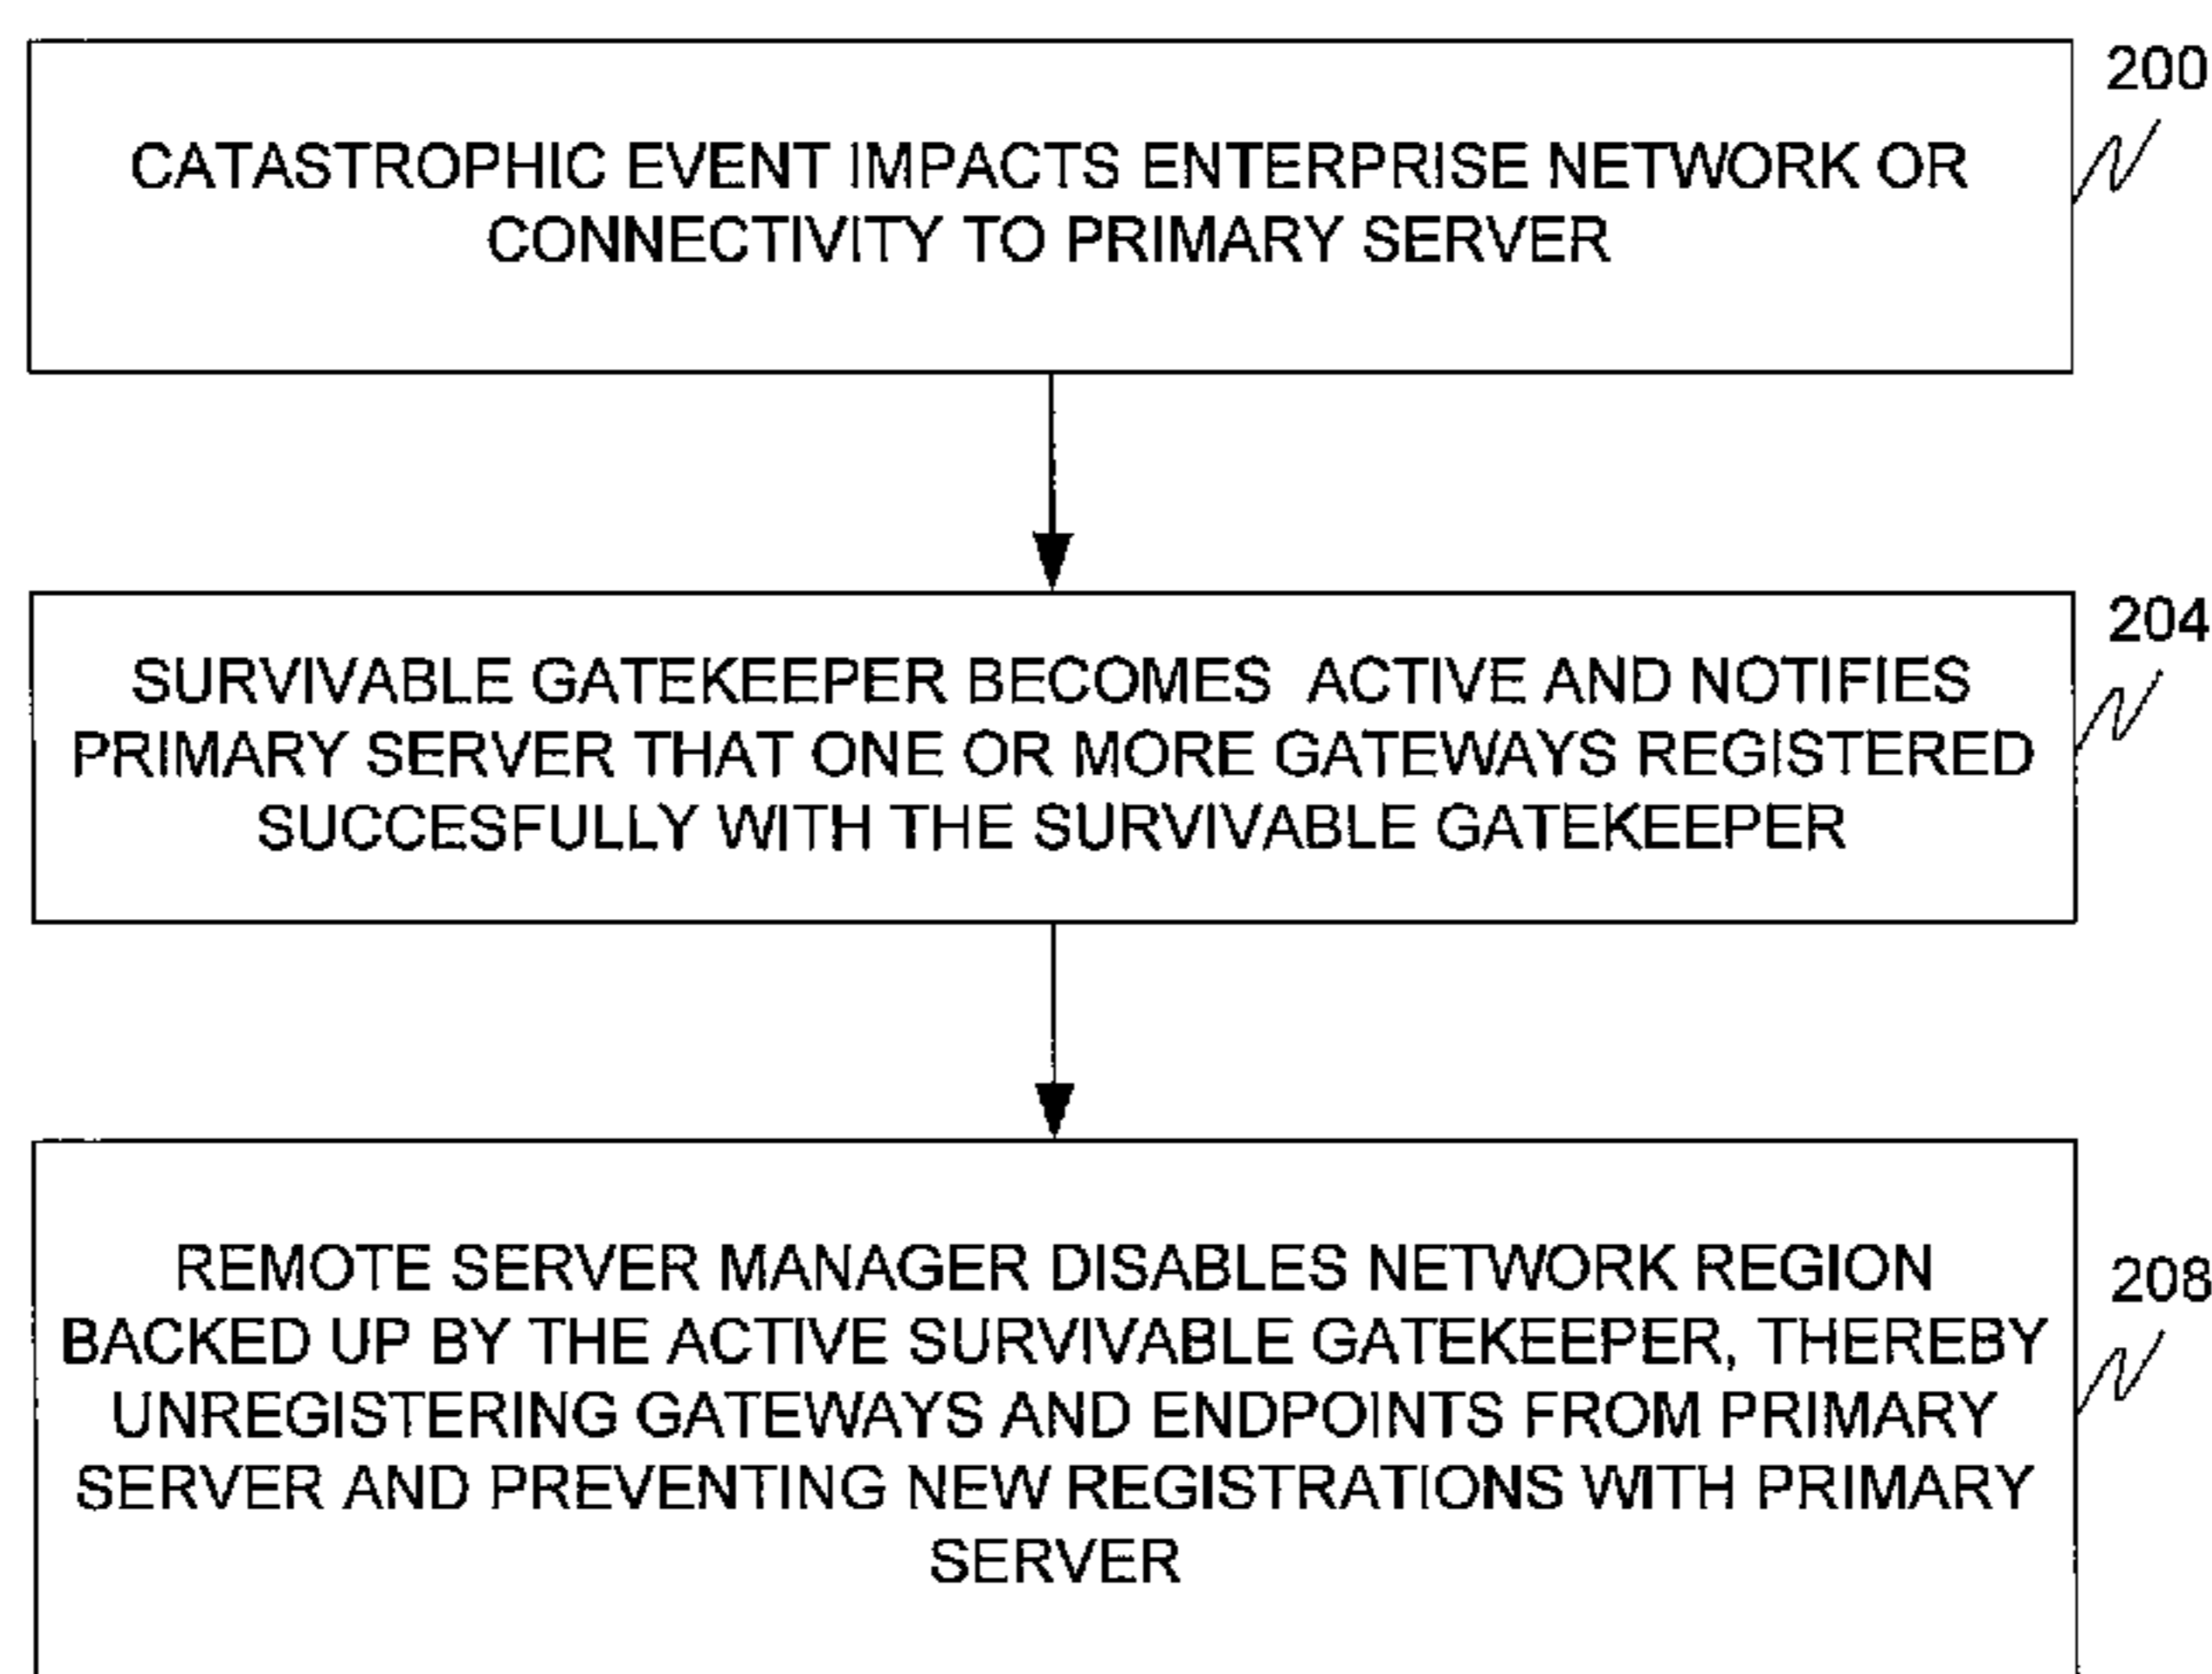 200
CATASTROPHIC EVENT IMPACTS ENTERPRISE NETWORK OR
CONNECTIVITY TO PRIMARY SERVER
204
SURVIVABLE GATEKEEPER BECOMES ACTIVE AND NOTIFIES
PRIMARY SERVER THAT ONE OR MORE GATEWAYS REGISTERED
SUCCESFULLY WITH THE SURVIVABLE GATEKEEPER
208
REMOTE SERVER MANAGER DISABLES NETWORK REGION
BACKED UP BY THE ACTIVE SURVIVABLE GATEKEEPER, THEREBY
UNREGISTERING GATEWAYS AND ENDPOINTS FROM PRIMARY
SERVER AND PREVENTING NEW REGISTRATIONS WITH PRIMARY
SERVER